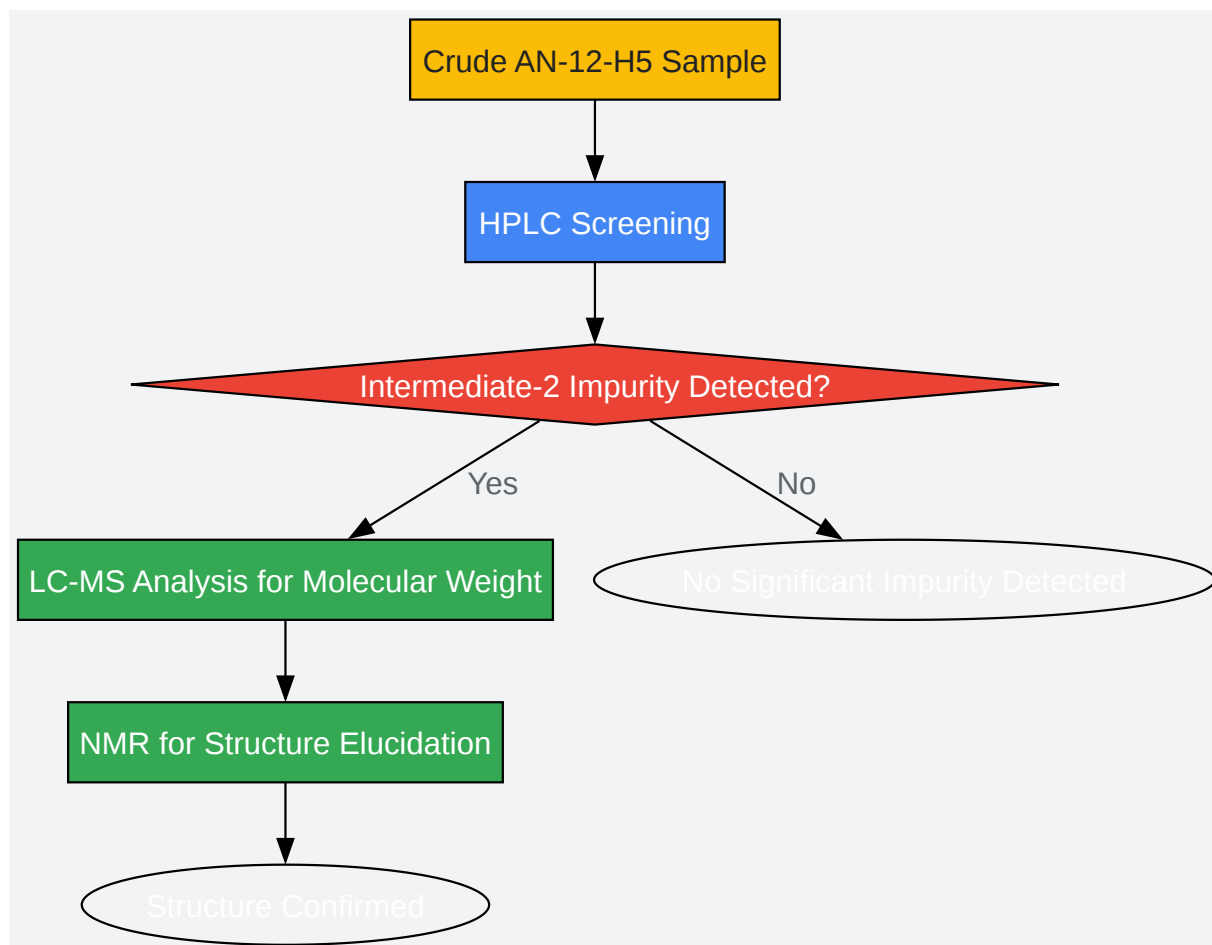 Crude AN-12-H5 Sample
HPLC Screening
Intermediate-2 Impurity Detected?
Yes
No
LC-MS Analysis for Molecular Weight
No Significant Impurity Detected
NMR for Structure Elucidation
Structure Confirmed